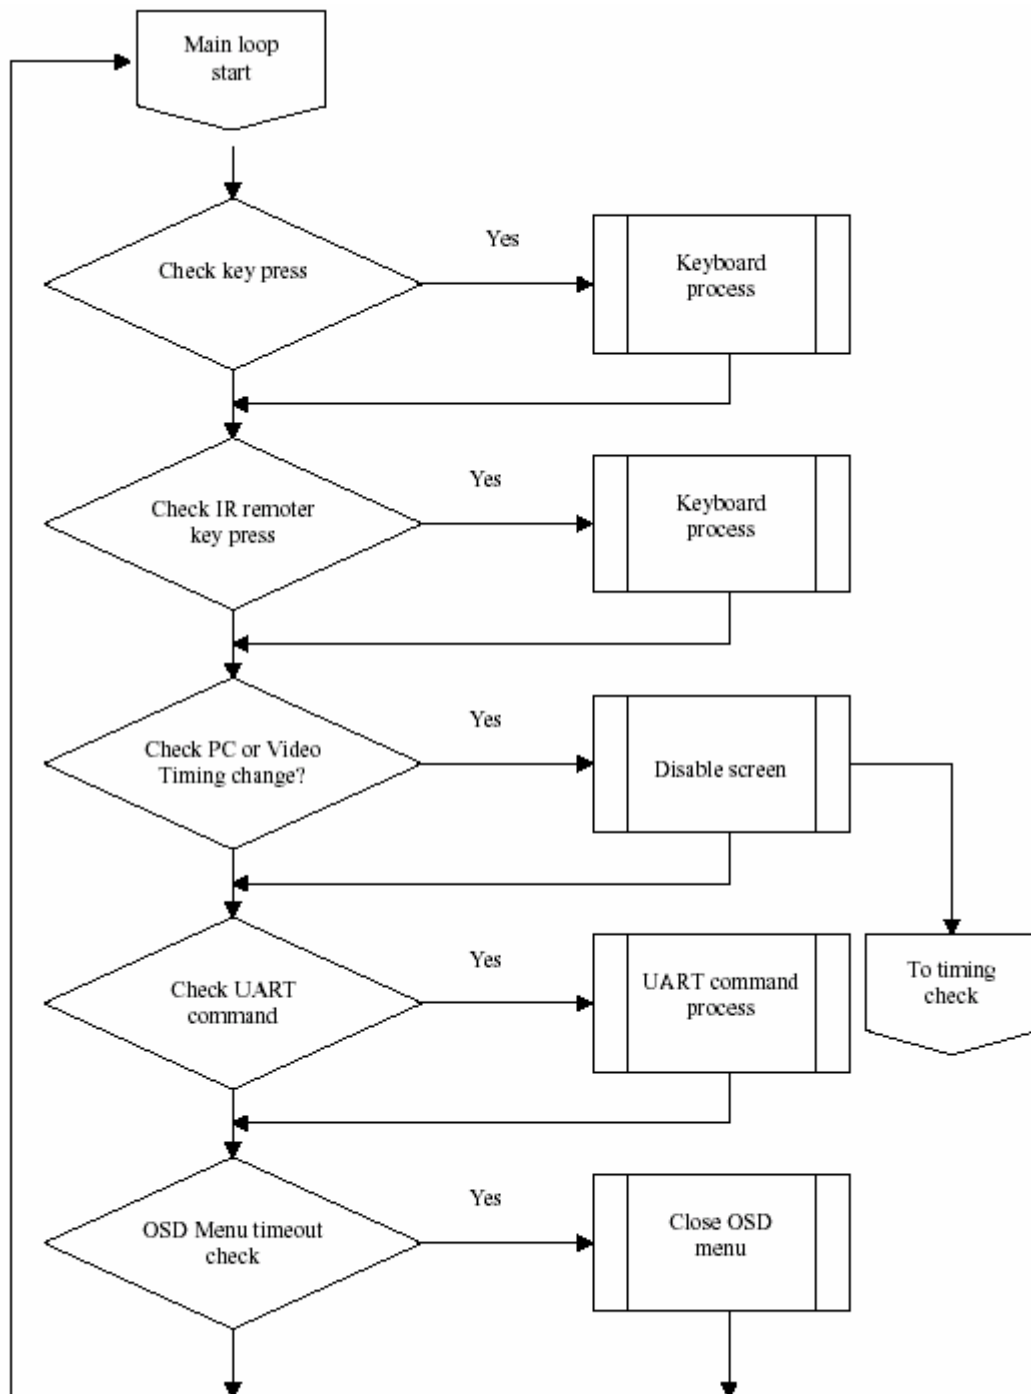 Main loop
start
Check key press
Yes
Keyboard
process
Check IR remoter
key press
Yes
Keyboard
process
Check PC or Video
Timing change?
Yes
Disable screen
To timing
check
Check UART
command
Yes
UART command
process
OSD Menu timeout
check
Yes
Close OSD
menu